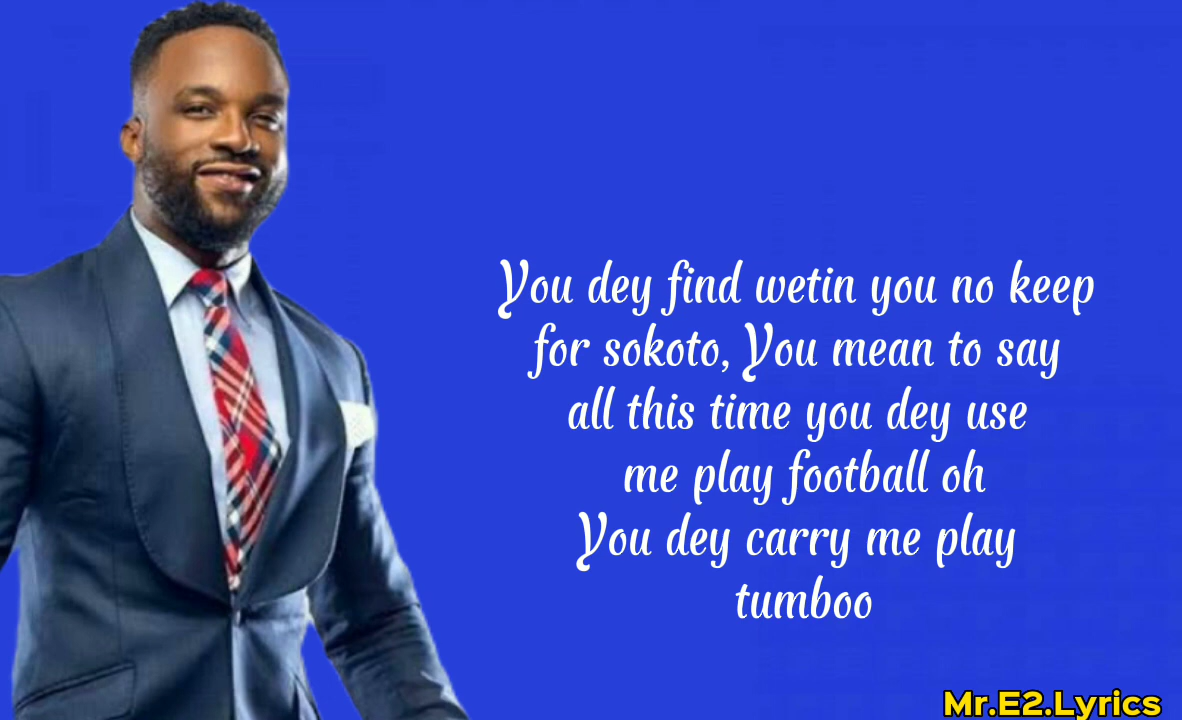 You dey find wetin you no keep
for sokoto, You mean to say
all this time you dey use
me play football oh
You dey carry me play
tumboo
Mr.E2.Lyrics